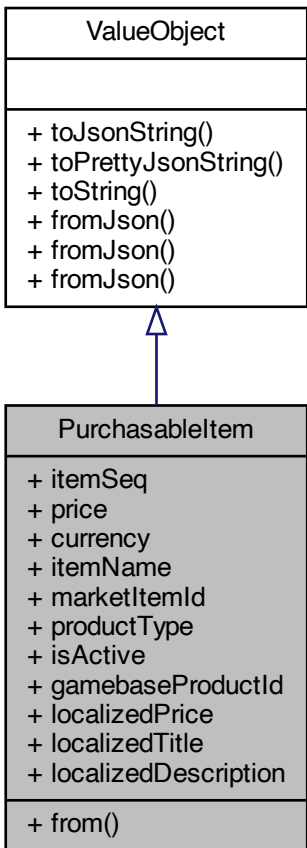 ValueObject
+ toJsonString()
+ toPrettyJsonString()
+ toString()
+ fromJson()
+ fromJson()
+ fromJson()
PurchasableItem
+ itemSeq
+ price
+ currency
+ itemName
+ marketItemId
+ productType
+ isActive
+ gamebaseProductId
+ localizedPrice
+ localizedTitle
+ localizedDescription
+ from()